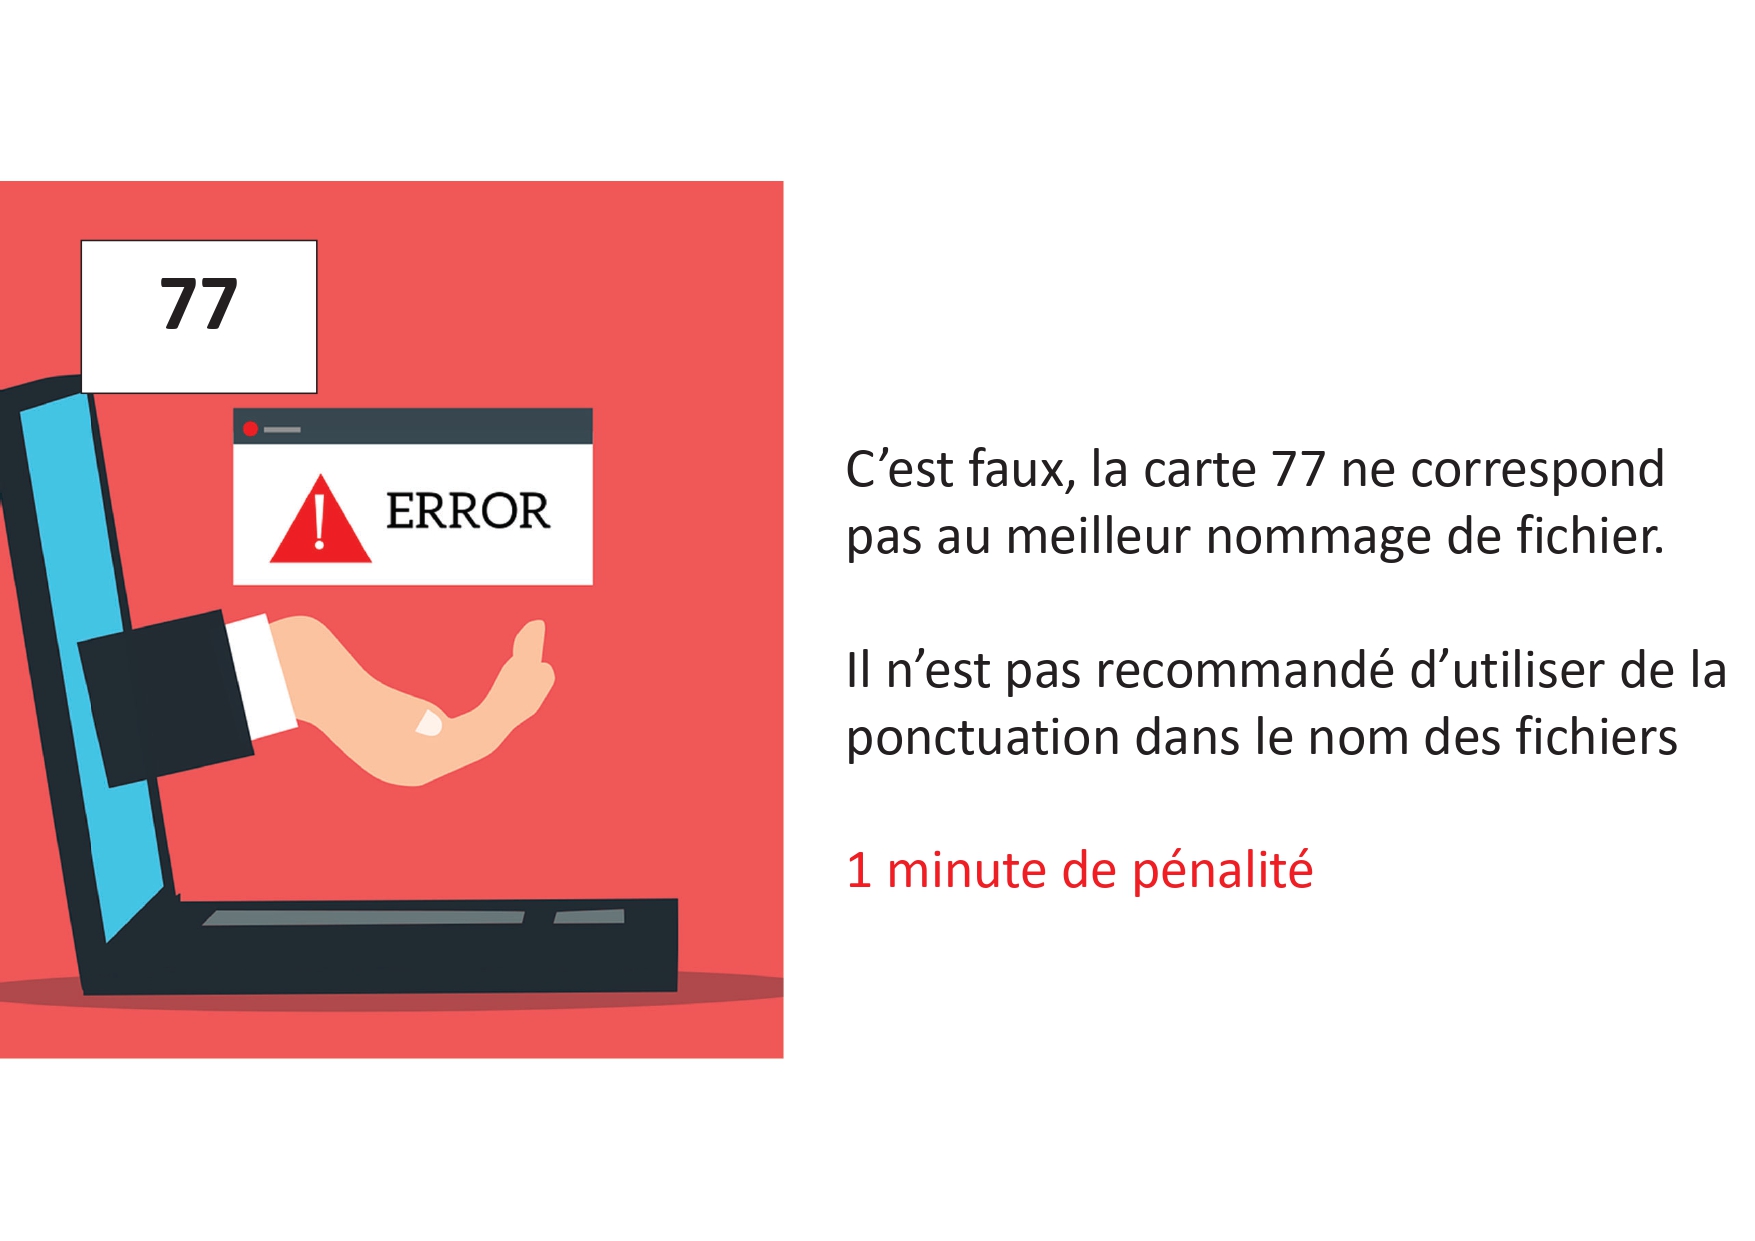 77
ERROR
C’est faux, la carte 77 ne correspond
pas au meilleur nommage de fichier.
Il n’est pas recommandé d’utiliser de la
ponctuation dans le nom des fichiers
1 minute de pénalité